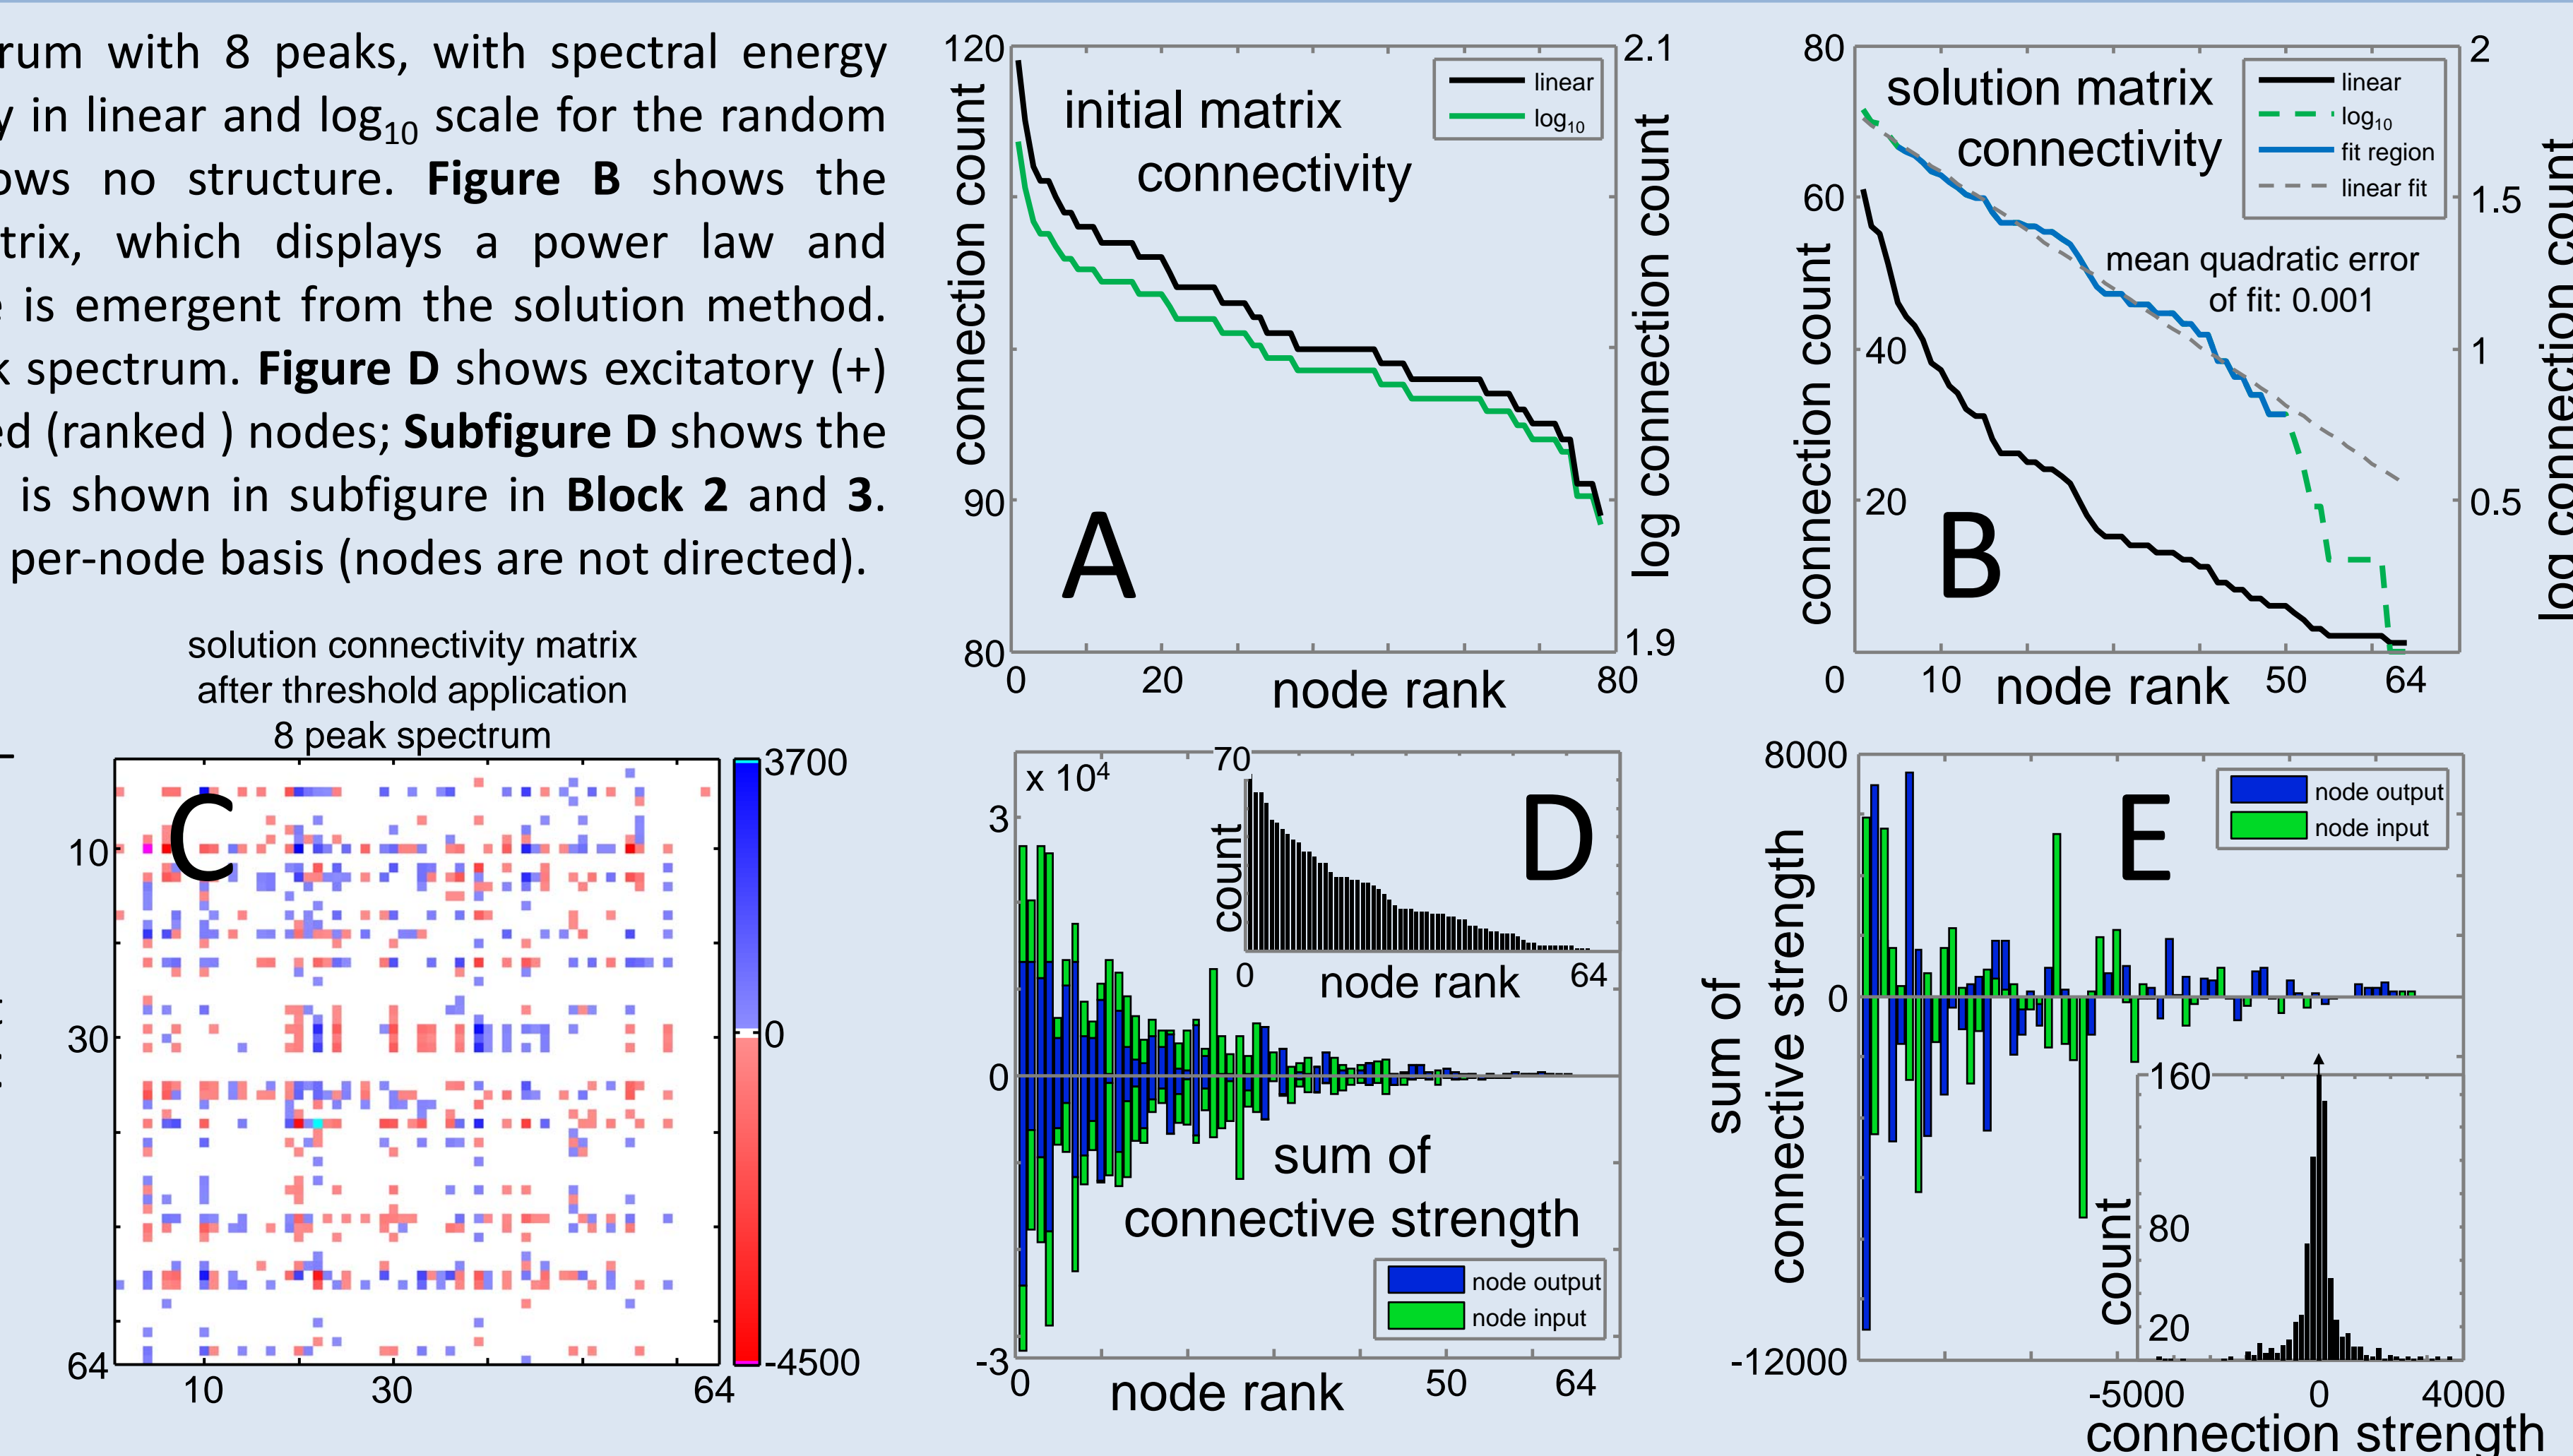 rum with 8 peaks, with spectral energy
y in linear and log10 scale for the random
ows no structure. Figure B shows the
trix, which displays a power law and
e is emergent from the solution method.
k spectrum. Figure D shows excitatory (+)
ed (ranked ) nodes; Subfigure D shows the
is shown in subfigure in Block 2 and 3.
per-node basis (nodes are not directed).
120
90
80
connection count
initial matrix
connectivity
linear
log10
2.1
1.9
log connection count
A
0 20 node rank 80
80
60
40
20
connection count
solution matrix
connectivity
linear
log10
fit region
linear fit
mean quadratic error
of fit: 0.001
2
1.5
1
0.5
log connection count
B
0 10 node rank 50 64
solution connectivity matrix
after threshold application
8 peak spectrum
C
10
30
64
10 30 64
3700
0
-4500
x 10^4
3
0
-3
70
count
0 node rank 64
D
sum of
connective strength
node output
node input
0 node rank 50 64
8000
0
-12000
sum of
connective strength
E
node output
node input
160
80
20
count
-5000 0 4000
connection strength